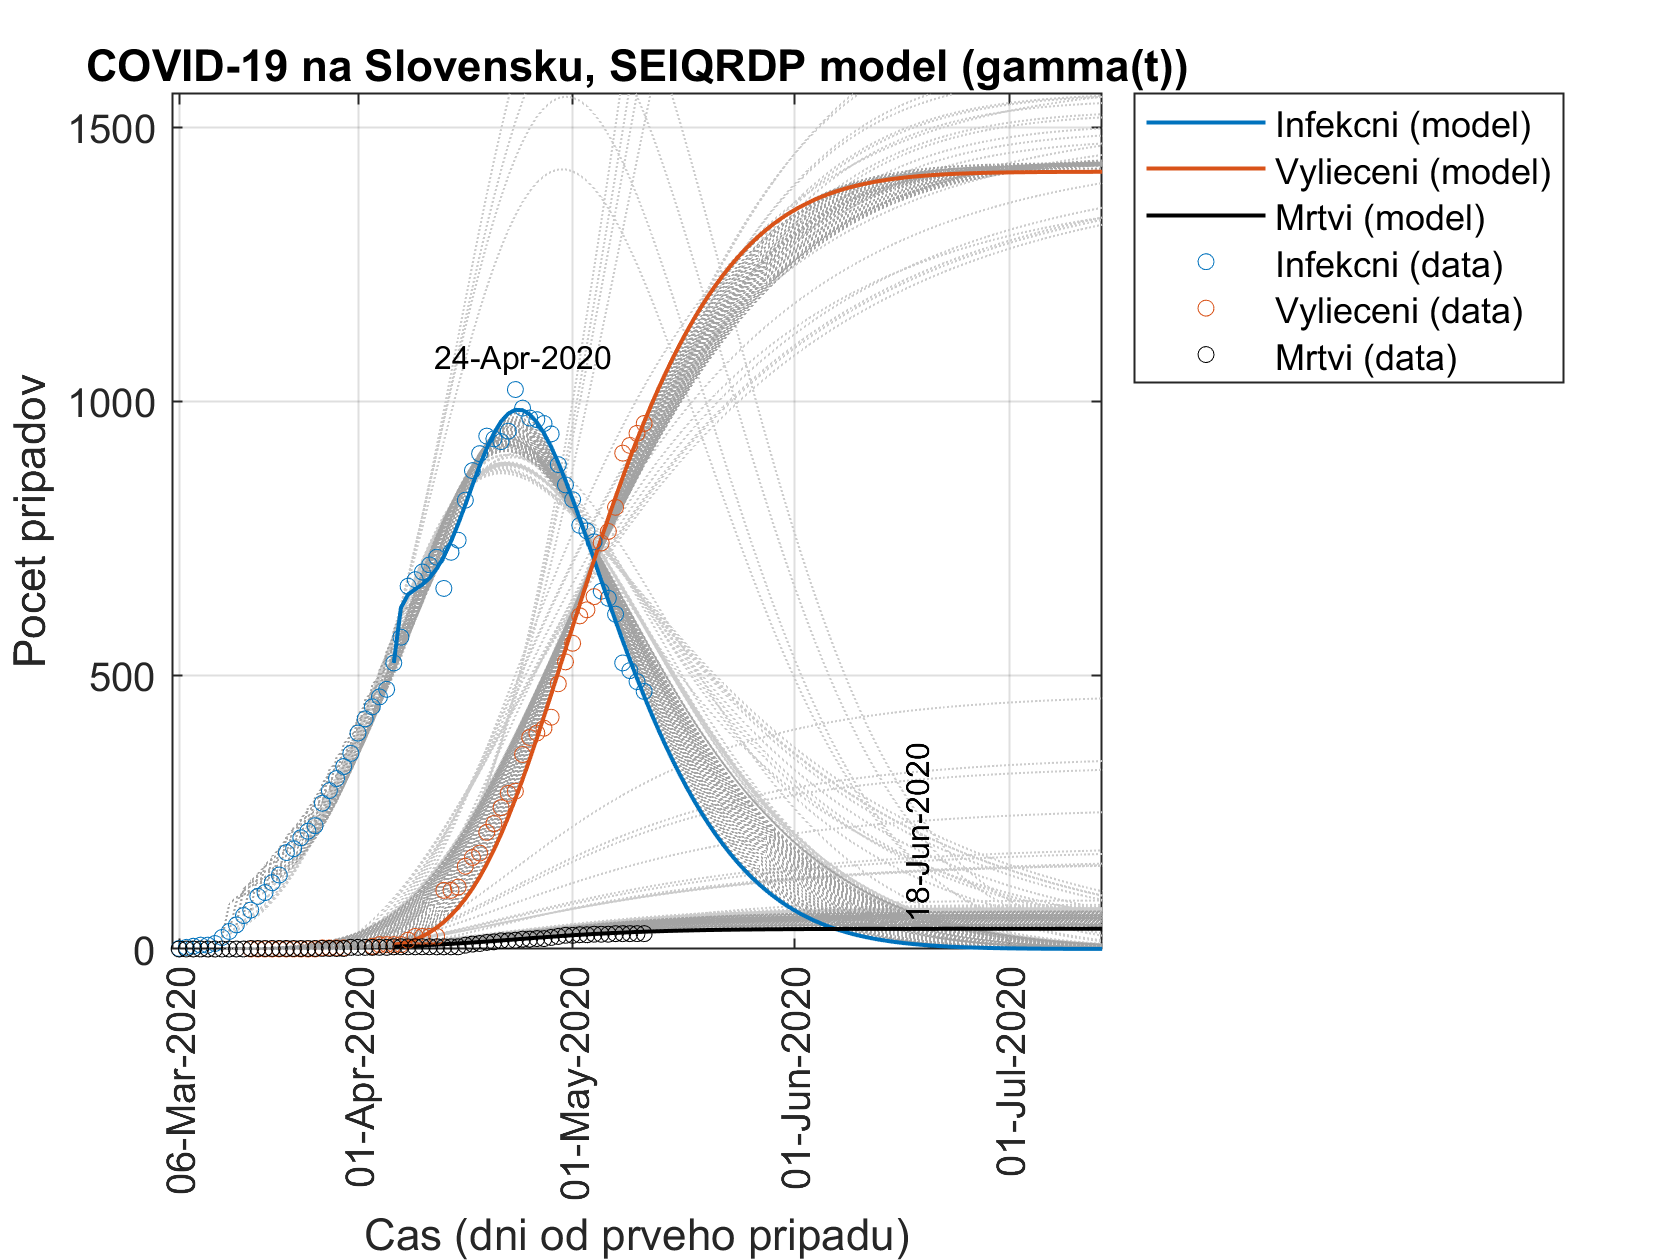 COVID-19 na Slovensku, SEIQRDP model (gamma(t))
Infekcni (model)
Vylieceni (model)
Mrtvi (model)
Infekcni (data)
Vylieceni (data)
Mrtvi (data)
Pocet pripadov
1500
1000
500
0
24-Apr-2020
18-Jun-2020
06-Mar-2020
01-Apr-2020
01-May-2020
01-Jun-2020
01-Jul-2020
Cas (dni od prveho pripadu)